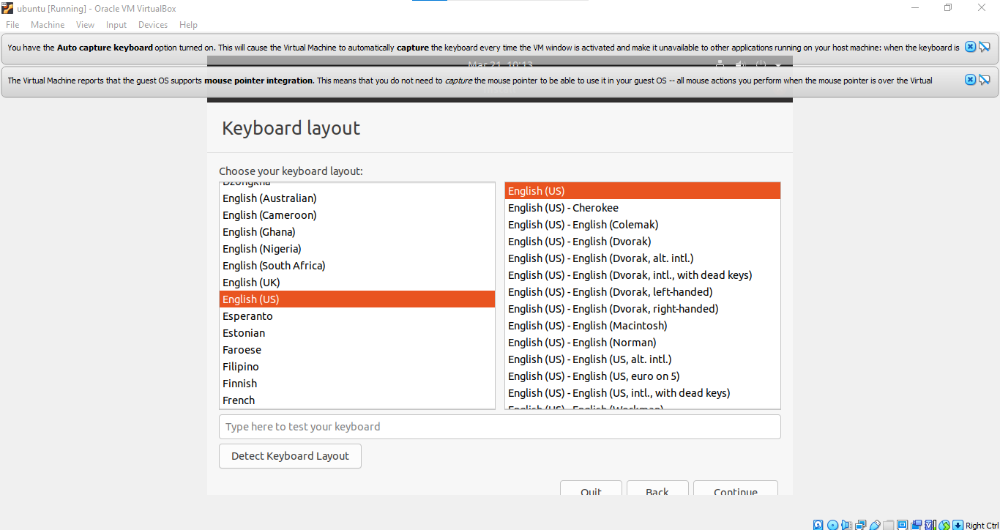 ubuntu [Running] - Oracle VM VirtualBox
File Machine View Input Devices Help
You have the Auto capture keyboard option turned on. This will cause the Virtual Machine to automatically capture the keyboard every time the VM window is activated and make it unavailable to other applications running on your host machine: when the keyboard is
Mar 21 10:13
The Virtual Machine reports that the guest OS supports mouse pointer integration. This means that you do not need to capture the mouse pointer to be able to use it in your guest OS -- all mouse actions you perform when the mouse pointer is over the Virtual
Keyboard layout
Choose your keyboard layout:
Dzongkha
English (Australian)
English (Cameroon)
English (Ghana)
English (Nigeria)
English (South Africa)
English (UK)
English (US)
Esperanto
Estonian
Faroese
Filipino
Finnish
French
English (US)
English (US) - Cherokee
English (US) - English (Colemak)
English (US) - English (Dvorak)
English (US) - English (Dvorak, alt. intl.)
English (US) - English (Dvorak, intl., with dead keys)
English (US) - English (Dvorak, left-handed)
English (US) - English (Dvorak, right-handed)
English (US) - English (Macintosh)
English (US) - English (Norman)
English (US) - English (US, alt. intl.)
English (US) - English (US, euro on 5)
English (US) - English (US, intl., with dead keys)
English (US) - English (Workman)
Type here to test your keyboard
Detect Keyboard Layout
Quit Back Continue
Right Ctrl